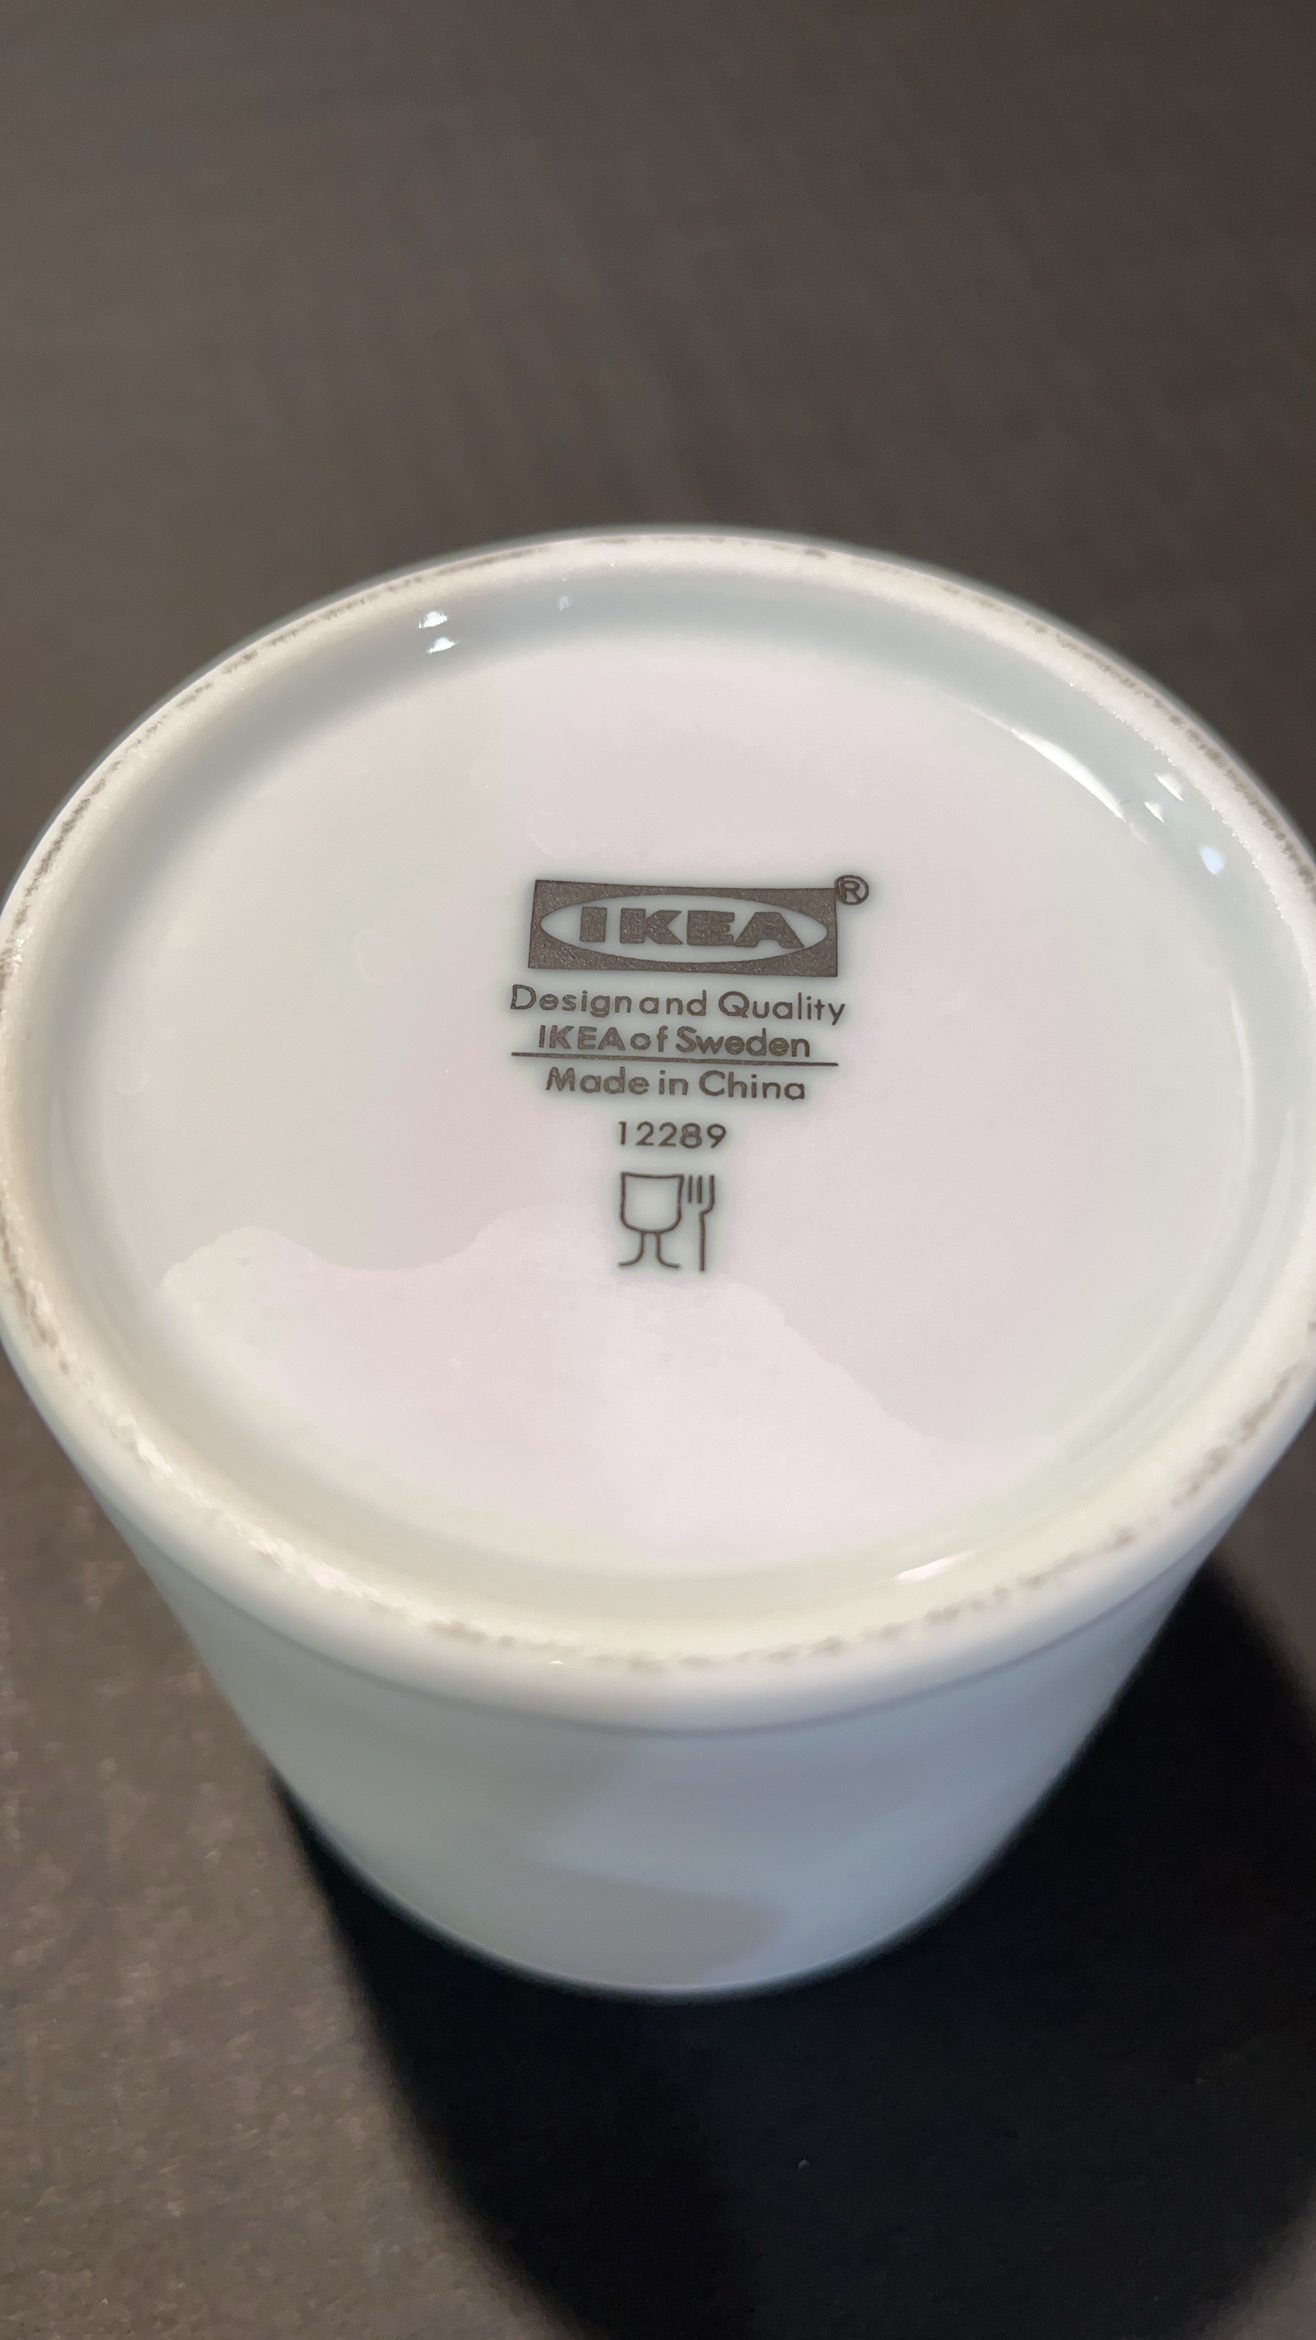 IKEA®
Design and Quality
IKEA of Sweden
Made in China
12289